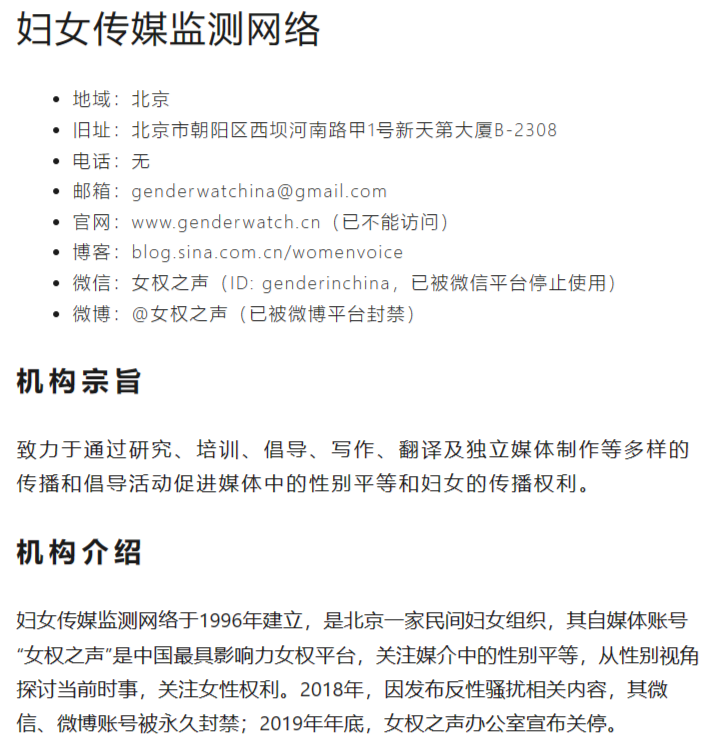 妇女传媒监测网络
• 地域：北京
• 旧址：北京市朝阳区西坝河南路甲1号新天第大厦B-2308
• 电话：无
• 邮箱：genderwatchina@gmail.com
• 官网：www.genderwatch.cn（已不能访问）
• 博客：blog.sina.com.cn/womenvoice
• 微信：女权之声（ID: genderinchina，已被微信平台停止使用）
• 微博：@女权之声（已被微博平台封禁）
机构宗旨
致力于通过研究、培训、倡导、写作、翻译及独立媒体制作等多样的
传播和倡导活动促进媒体中的性别平等和妇女的传播权利。
机构介绍
妇女传媒监测网络于1996年建立，是北京一家民间妇女组织，其自媒体账号
“女权之声”是中国最具影响力女权平台，关注媒介中的性别平等，从性别视角
探讨当前时事，关注女性权利。2018年，因发布反性骚扰相关内容，其微
信、微博账号被永久封禁；2019年年底，女权之声办公室宣布关停。